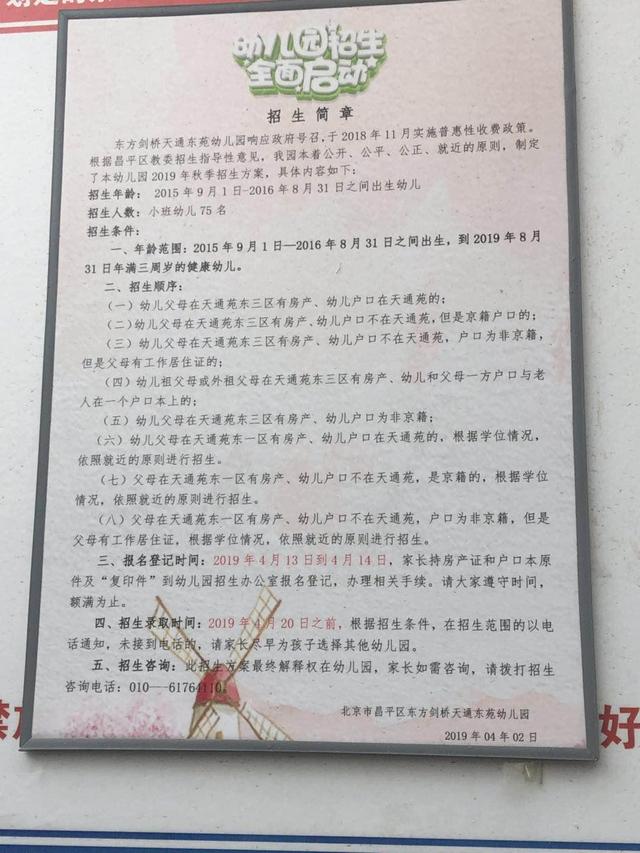 幼儿园招生
全面启动
招生简章
东方剑桥天通东苑幼儿园响应政府号召,于2018年11月实施普惠性收费政策。
根据昌平区教委招生指导性意见,我园本着公开、公平、公正、就近的原则,制定
了本幼儿园2019年秋季招生方案,具体内容如下:
招生年龄: 2015年9月1日-2016年8月31日之间出生幼儿
招生人数:小班幼儿75名
招生条件:
一、年龄范围:2015年9月1日—2016年8月31日之间出生,到2019年8月
31日年满三周岁的健康幼儿。
二、招生顺序:
(一)幼儿父母在天通苑东三区有房产、幼儿户口在天通苑的;
(二)幼儿父母在天通苑东三区有房产、幼儿户口不在天通苑,但是京籍户口的;
(三)幼儿父母在天通苑东三区有房产、幼儿户口不在天通苑,户口为非京籍,
但是父母有工作居住证的;
(四)幼儿祖父母或外祖父母在天通苑东三区有房产、幼儿和父母一方户口与老
人在一个户口本上的;
(五)幼儿父母在天通苑东三区有房产、幼儿户口为非京籍;
(六)幼儿父母在天通苑东一区有房产、幼儿户口在天通苑的,根据学位情况,
依照就近的原则进行招生。
(七)父母在天通苑东一区有房产、幼儿户口不在天通苑,是京籍的,根据学位
情况,依照就近的原则进行招生。
(八)父母在天通苑东一区有房产、幼儿户口不在天通苑,户口为非京籍,但是
父母有工作居住证,根据学位情况,依照就近的原则进行招生。
三、报名登记时间:2019年4月13日到4月14日,家长持房产证和户口本原
件及“复印件”到幼儿园招生办公室报名登记,办理相关手续。请大家遵守时间,
额满为止。
四、招生录取时间:2019年4月20日之前,根据招生条件,在招生范围的以电
话通知,未接到电话的,请家长尽早为孩子选择其他幼儿园。
五、招生咨询:此招生方案最终解释权在幼儿园,家长如需咨询,请拨打招生
咨询电话:010---61764110。
北京市昌平区东方剑桥天通东苑幼儿园
2019年04月02日
好